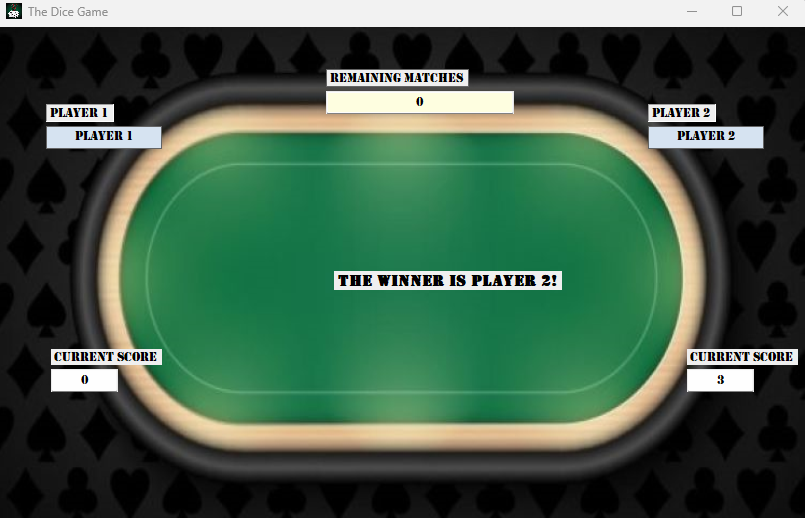 The Dice Game
REMAINING MATCHES
0
PLAYER 1
PLAYER 2
PLAYER 1
PLAYER 2
THE WINNER IS PLAYER 2!
CURRENT SCORE
CURRENT SCORE
0
3